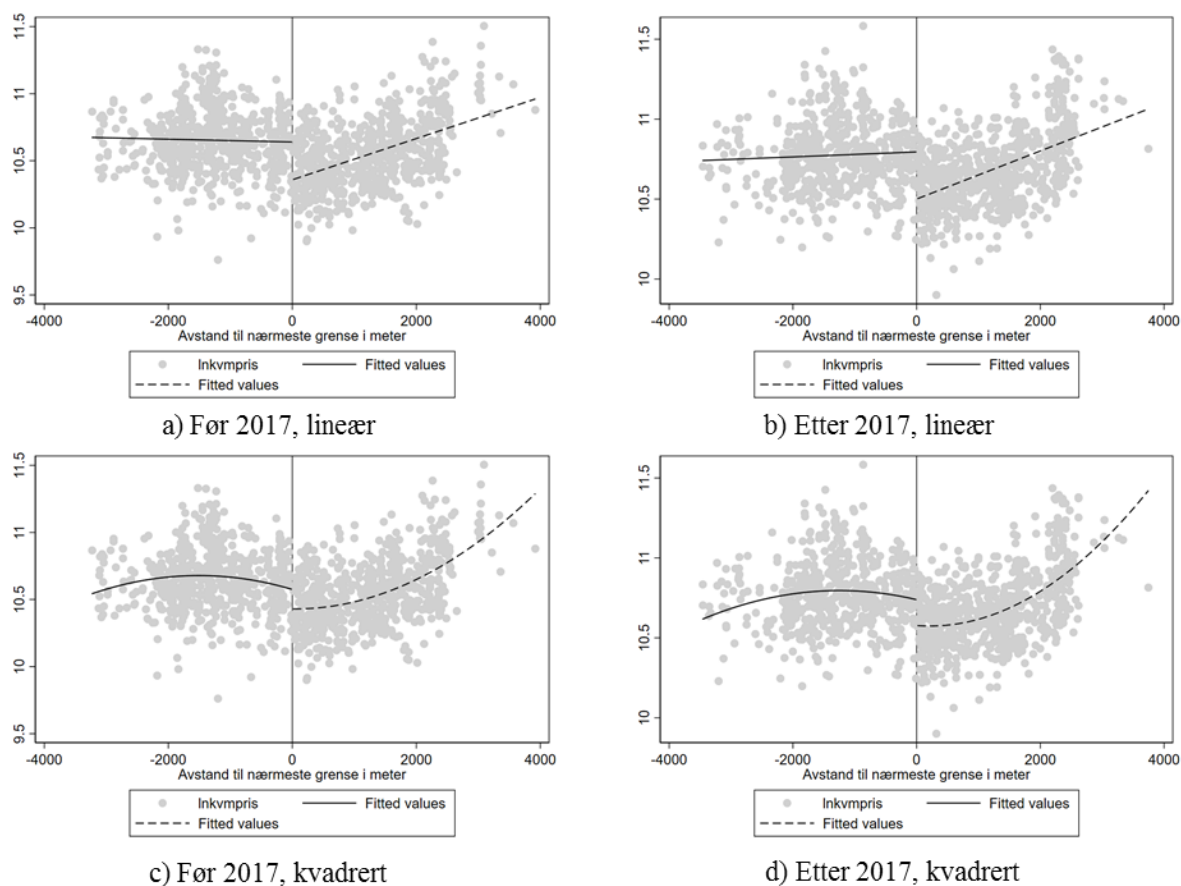 11.5
11
10.5
10
9.5
-4000 -2000 0 2000 4000
Avstand til nærmeste grense i meter
lnkvmpris Fitted values
Fitted values
a) Før 2017, lineær
11.5
11
10.5
10
-4000 -2000 0 2000 4000
Avstand til nærmeste grense i meter
lnkvmpris Fitted values
Fitted values
b) Etter 2017, lineær
11.5
11
10.5
10
9.5
-4000 -2000 0 2000 4000
Avstand til nærmeste grense i meter
lnkvmpris Fitted values
Fitted values
c) Før 2017, kvadrert
11.5
11
10.5
10
-4000 -2000 0 2000 4000
Avstand til nærmeste grense i meter
lnkvmpris Fitted values
Fitted values
d) Etter 2017, kvadrert